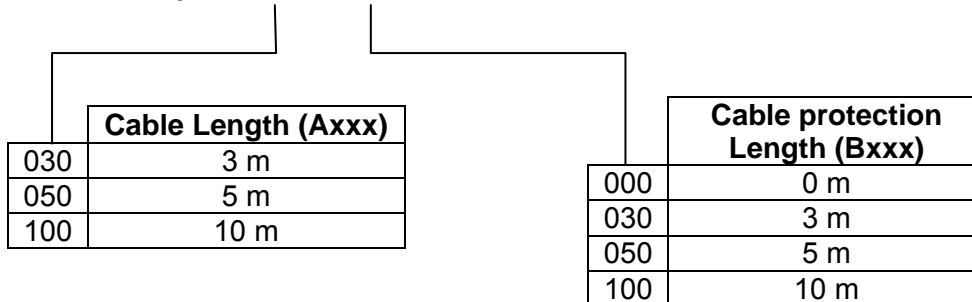 Cable Length (Axxx)
030 3 m
050 5 m
100 10 m
Cable protection
Length (Bxxx)
000 0 m
030 3 m
050 5 m
100 10 m